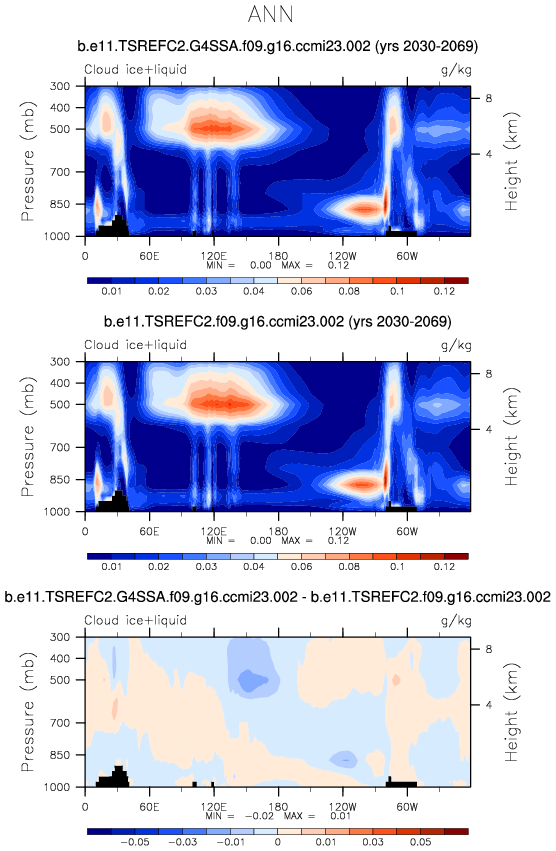 ANN
b.e11.TSREFC2.G4SSA.f09.g16.ccmi23.002 (yrs 2030-2069)
Cloud ice+liquid g/kg
300
400
500
700
850
1000
Pressure (mb)
8
4
Height (km)
0 60E 120E 180 120W 60W
MIN = 0.00 MAX = 0.12
0.01 0.02 0.03 0.04 0.06 0.08 0.1 0.12
b.e11.TSREFC2.f09.g16.ccmi23.002 (yrs 2030-2069)
Cloud ice+liquid g/kg
300
400
500
700
850
1000
Pressure (mb)
8
4
Height (km)
0 60E 120E 180 120W 60W
MIN = 0.00 MAX = 0.12
0.01 0.02 0.03 0.04 0.06 0.08 0.1 0.12
b.e11.TSREFC2.G4SSA.f09.g16.ccmi23.002 - b.e11.TSREFC2.f09.g16.ccmi23.002
Cloud ice+liquid g/kg
300
400
500
700
850
1000
Pressure (mb)
8
4
Height (km)
0 60E 120E 180 120W 60W
MIN = -0.02 MAX = 0.01
-0.05 -0.03 -0.01 0 0.01 0.03 0.05